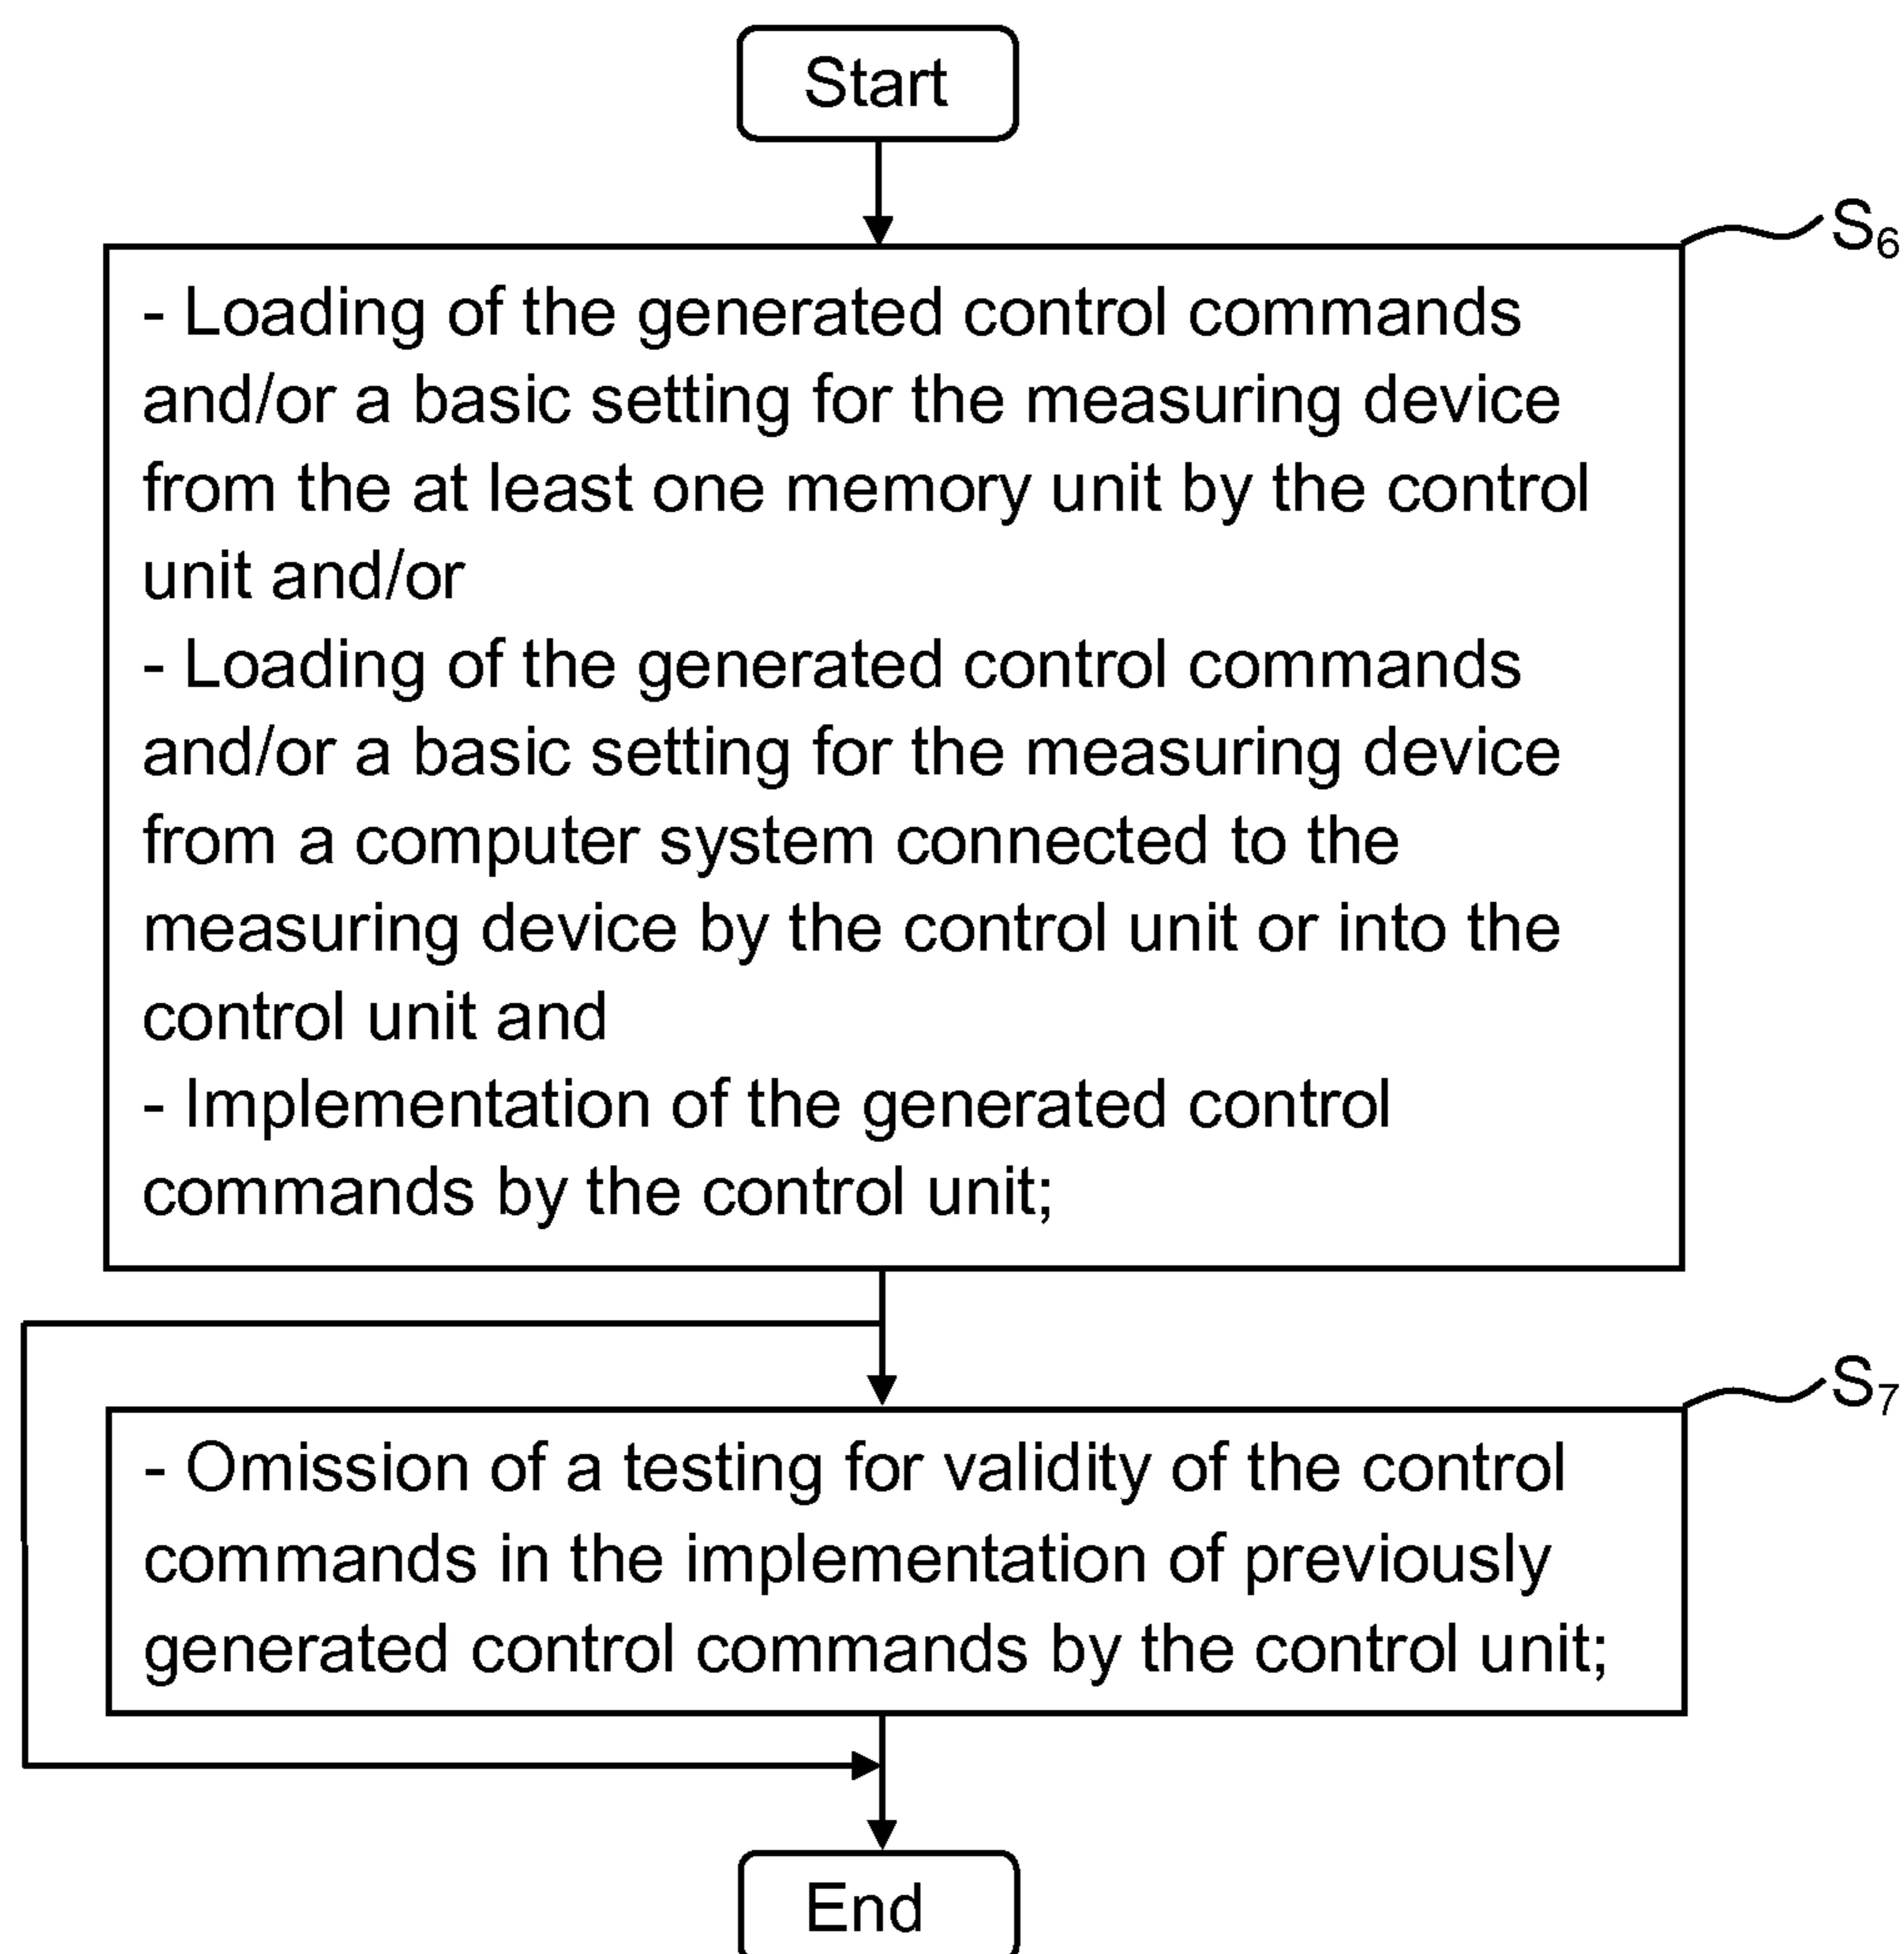 Start
S6
- Loading of the generated control commands
and/or a basic setting for the measuring device
from the at least one memory unit by the control
unit and/or
- Loading of the generated control commands
and/or a basic setting for the measuring device
from a computer system connected to the
measuring device by the control unit or into the
control unit and
- Implementation of the generated control
commands by the control unit;
S7
- Omission of a testing for validity of the control
commands in the implementation of previously
generated control commands by the control unit;
End